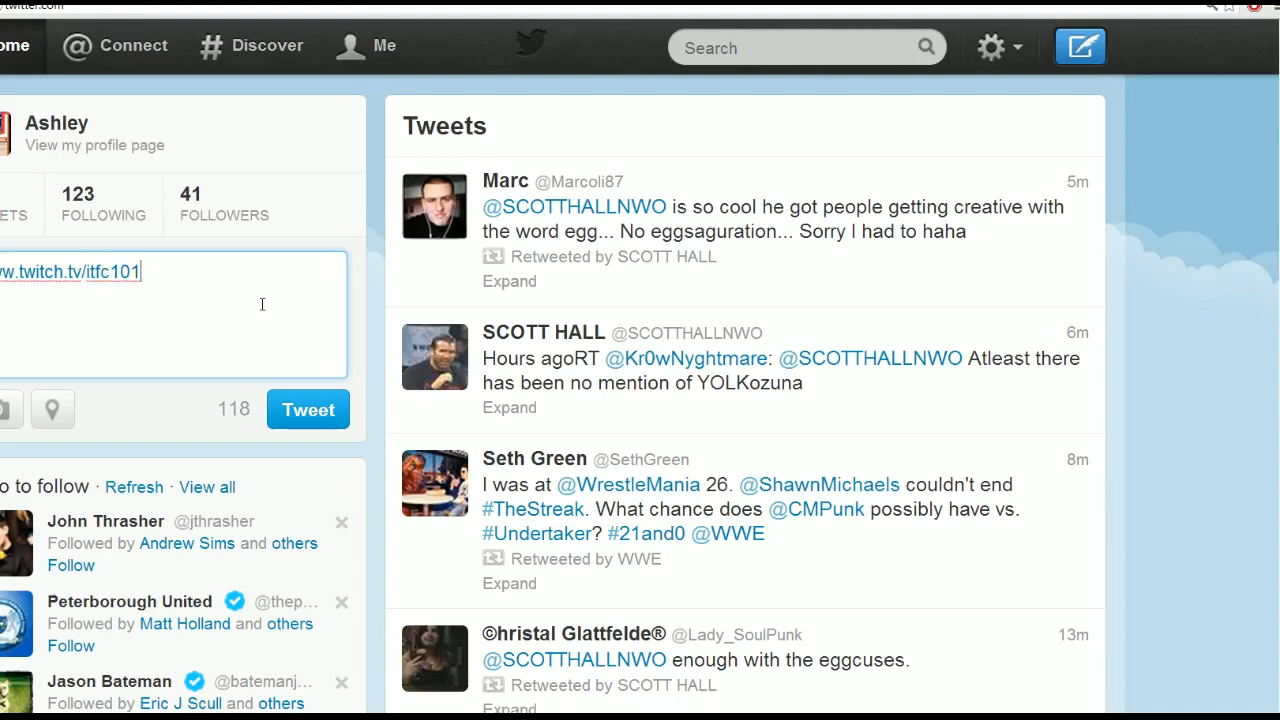 twitter.com
ome @ Connect # Discover Me Search
Ashley
View my profile page
123 41
ETS FOLLOWING FOLLOWERS
w.twitch.tv/itfc101
118 Tweet
o to follow · Refresh · View all
John Thrasher @jthrasher
Followed by Andrew Sims and others
Follow
Peterborough United @thep...
Followed by Matt Holland and others
Follow
Jason Bateman @batemanj...
Followed by Eric J Scull and others
Tweets
Marc @Marcoli87 5m
@SCOTTHALLNWO is so cool he got people getting creative with
the word egg... No eggsaguration... Sorry I had to haha
Retweeted by SCOTT HALL
Expand
SCOTT HALL @SCOTTHALLNWO 6m
Hours agoRT @Kr0wNyghtmare: @SCOTTHALLNWO Atleast there
has been no mention of YOLKozuna
Expand
Seth Green @SethGreen 8m
I was at @WrestleMania 26. @ShawnMichaels couldn't end
#TheStreak. What chance does @CMPunk possibly have vs.
#Undertaker? #21and0 @WWE
Retweeted by WWE
Expand
©hristal Glattfelde® @Lady_SoulPunk 13m
@SCOTTHALLNWO enough with the eggcuses.
Retweeted by SCOTT HALL
Expand